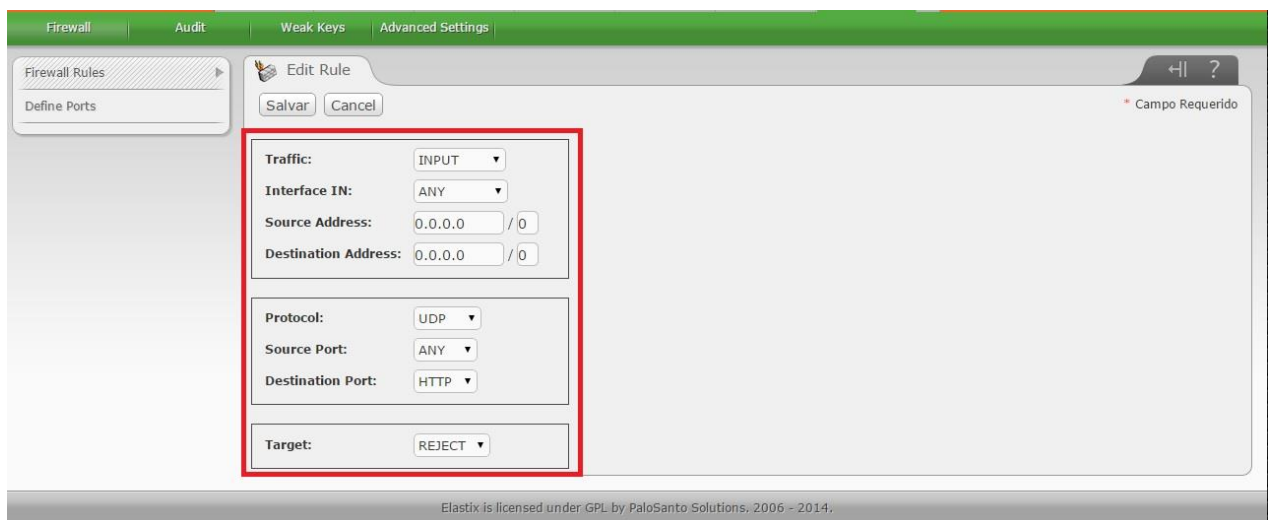 Firewall Audit Weak Keys Advanced Settings
Firewall Rules
Define Ports
Edit Rule
?
Salvar Cancel
* Campo Requerido
Traffic: INPUT
Interface IN: ANY
Source Address: 0.0.0.0 / 0
Destination Address: 0.0.0.0 / 0
Protocol: UDP
Source Port: ANY
Destination Port: HTTP
Target: REJECT
Elastix is licensed under GPL by PaloSanto Solutions. 2006 - 2014.